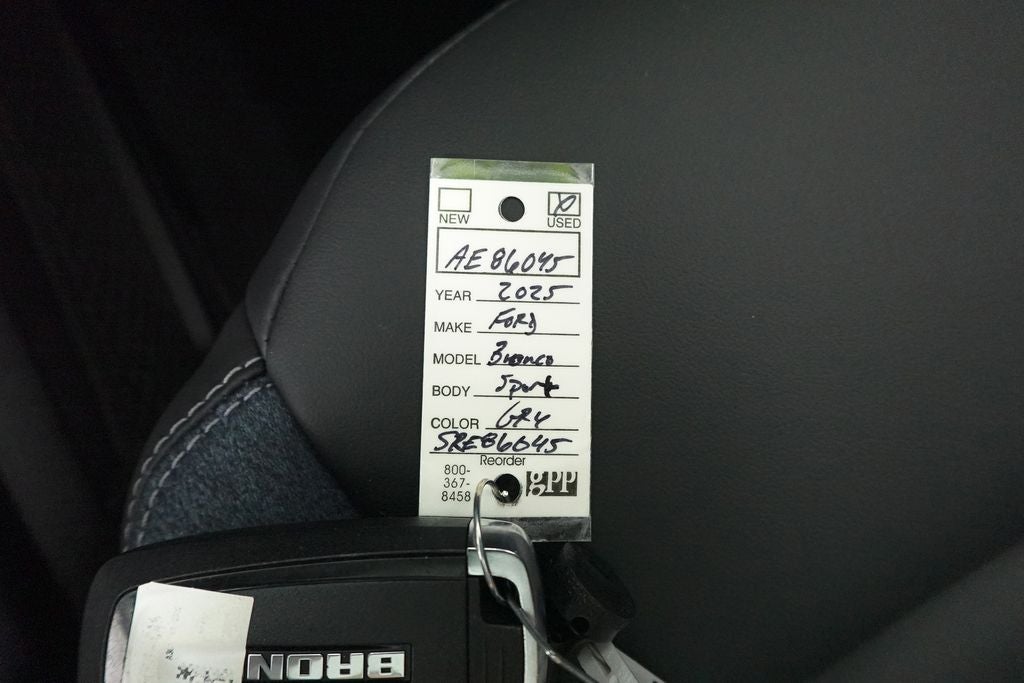 NEW USED
AE86045
YEAR 2025
MAKE Ford
MODEL Bronco
BODY Sport
COLOR GRY
SRE86045
Reorder
800-
367-
8458
gpp
BRON